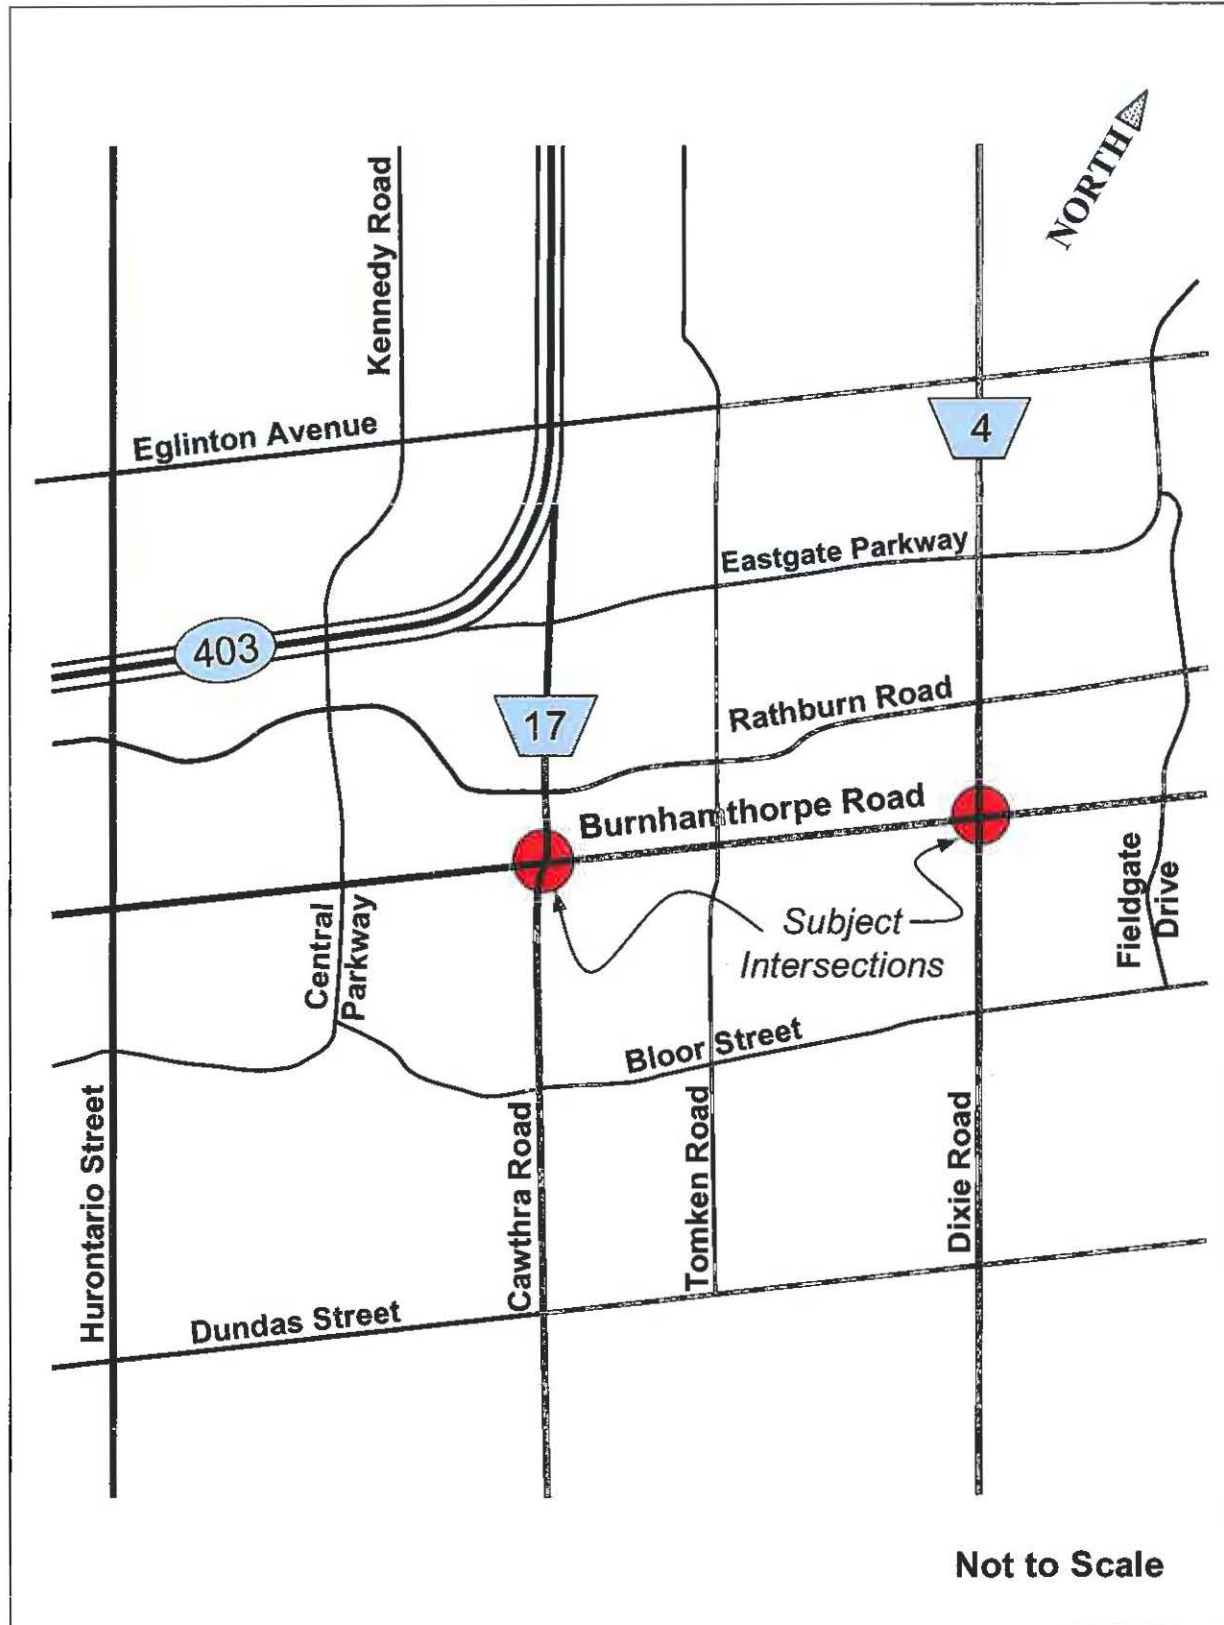 NORTH
Kennedy Road
Eglinton Avenue
4
Eastgate Parkway
403
17
Rathburn Road
Burnhamthorpe Road
Subject
Intersections
Fieldgate
Drive
Central
Parkway
Bloor Street
Hurontario Street
Cawthra Road
Tomken Road
Dixie Road
Dundas Street
Not to Scale